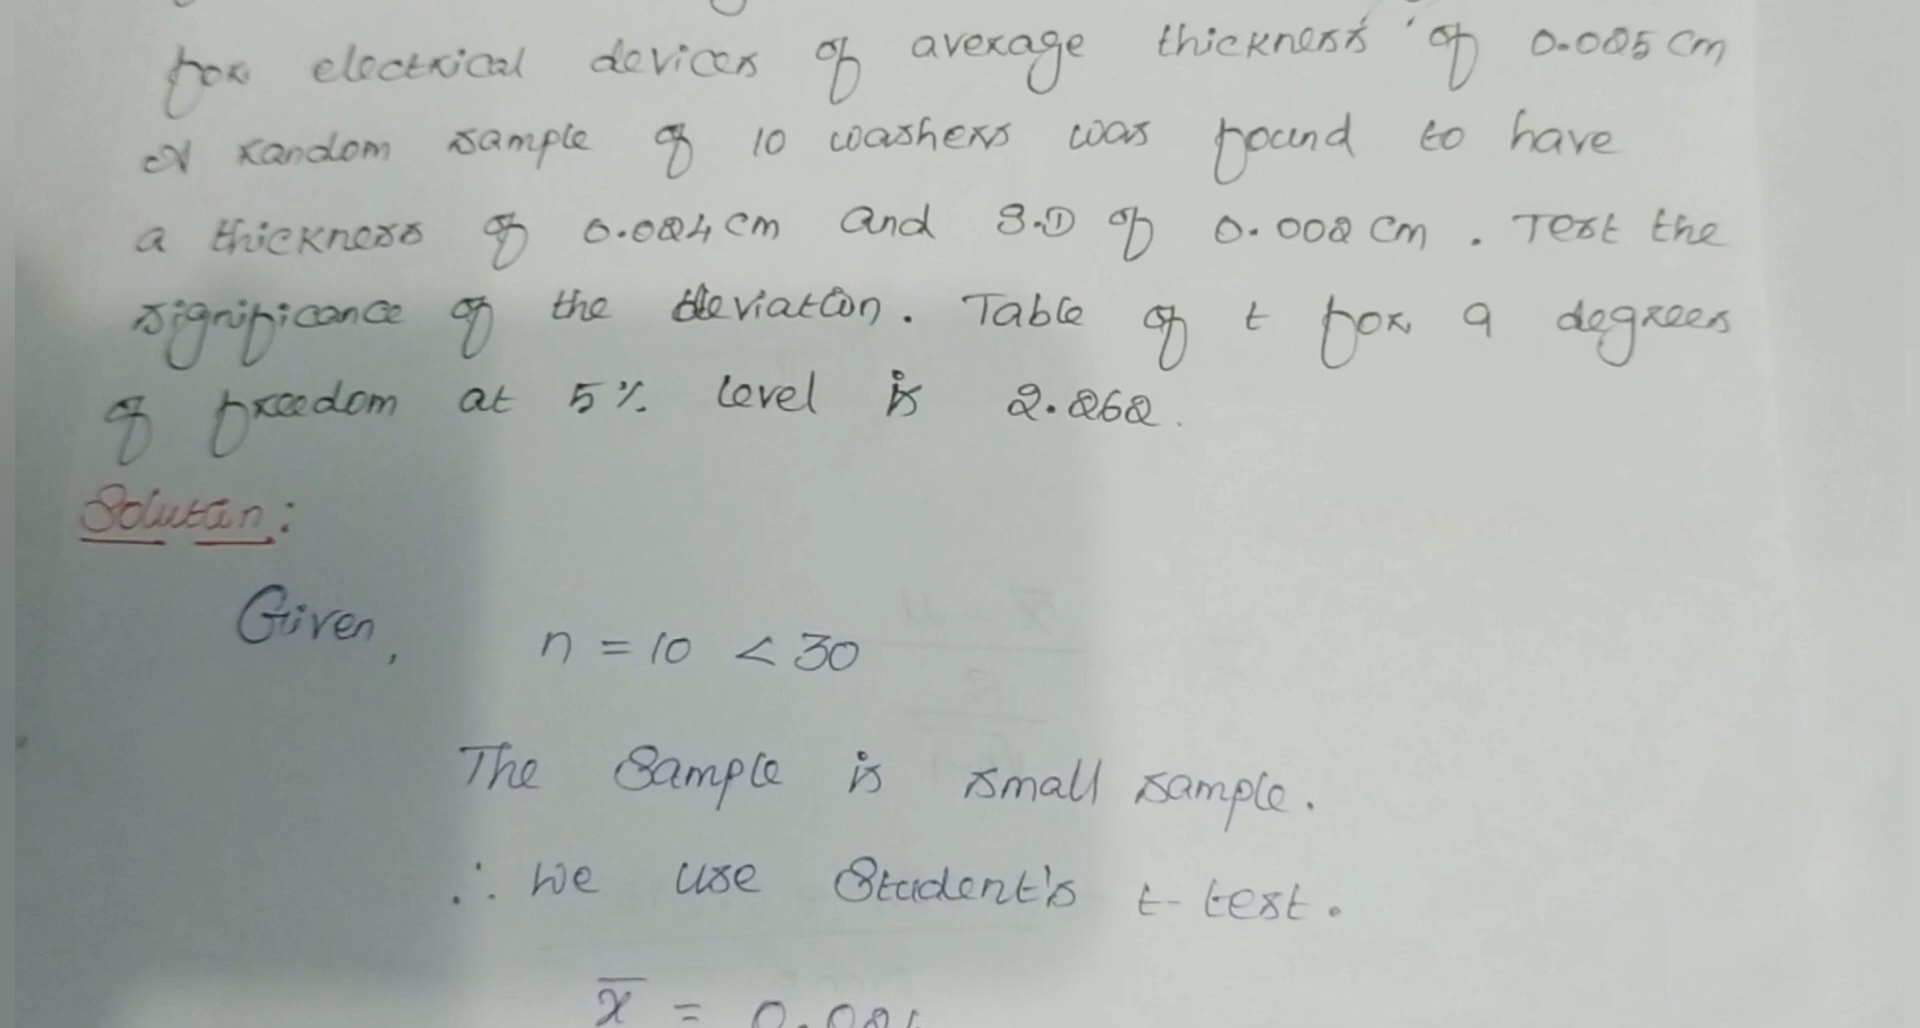 for electrical devices of average thickness of 0.025 cm
A random sample of 10 washers was found to have
a thickness of 0.024 cm and S.D of 0.002 cm . Test the
significance of the deviation. Table of t for 9 degrees
of freedom at 5% level is 2.262.
Solution:
Given, n = 10 < 30
The Sample is small sample.
∴ we use Student's t-test.
x̄ = 0.024